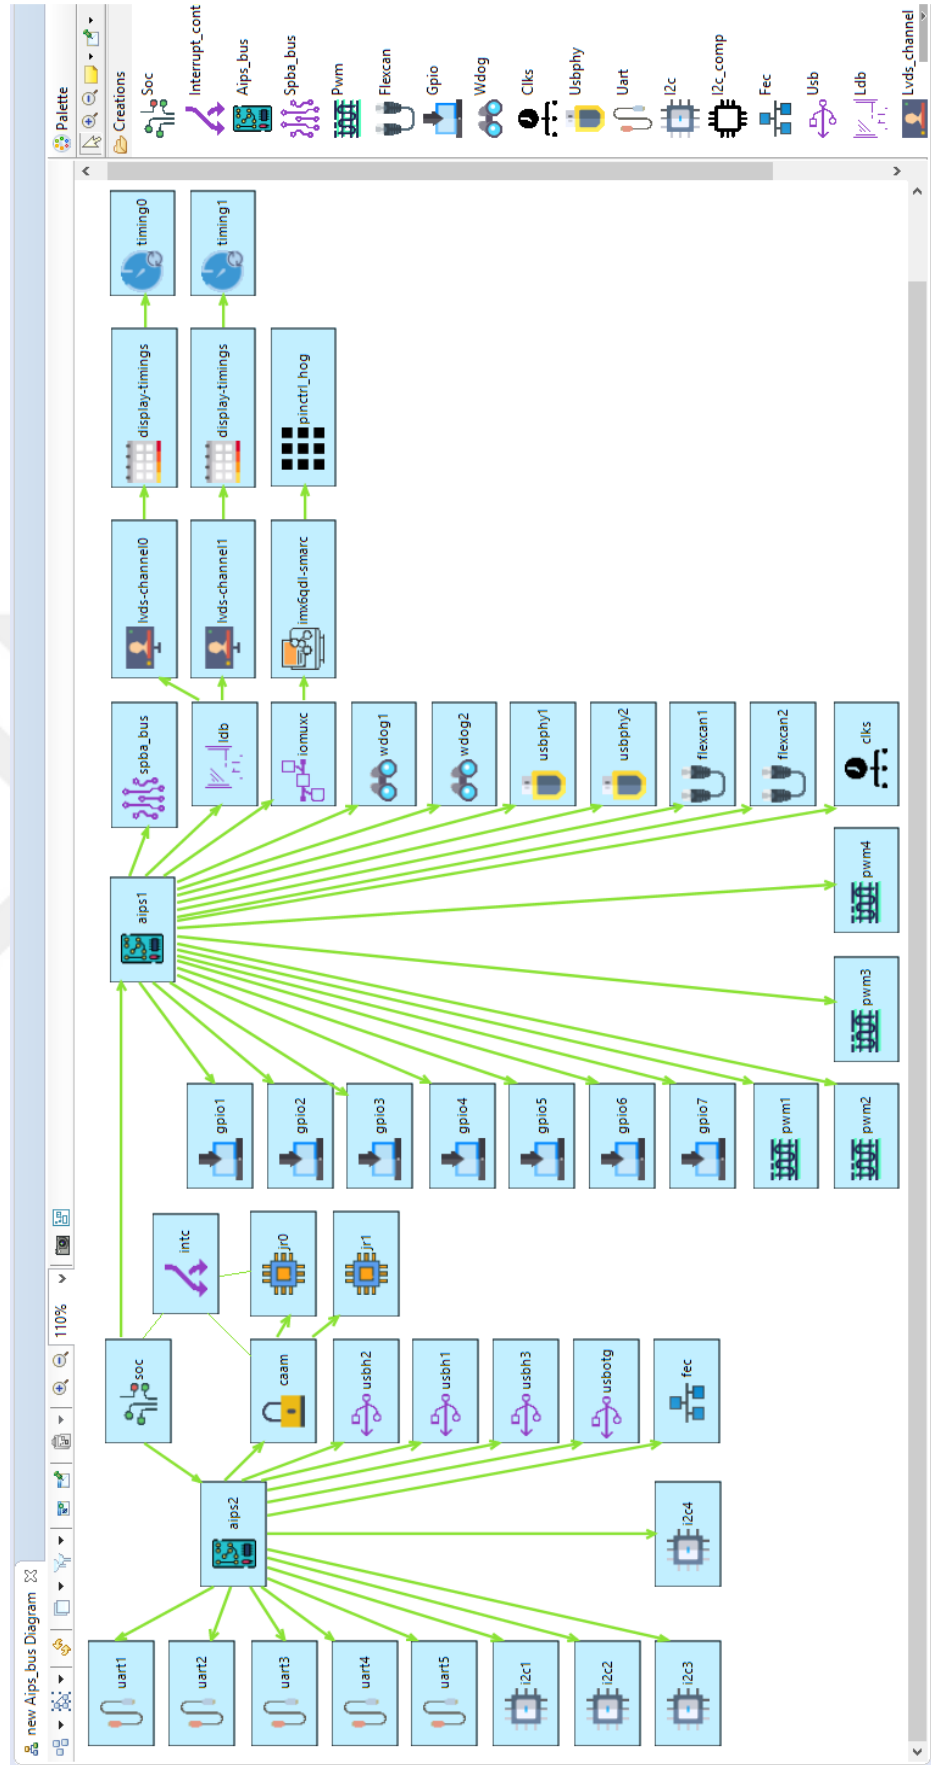 new Aips_bus Diagram
110%
Palette
Creations
Soc
Interrupt_cont
Aips_bus
Spba_bus
Pwm
Flexcan
Gpio
Wdog
Clks
Usbphy
Uart
I2c
I2c_comp
Fec
Usb
Ldb
Lvds_channel
uart1
uart2
uart3
uart4
uart5
i2c1
i2c2
i2c3
aips2
i2c4
soc
caam
usbh2
usbh1
usbh3
usbotg
fec
intc
jr0
jr1
gpio1
gpio2
gpio3
gpio4
gpio5
gpio6
gpio7
pwm1
pwm2
aips1
pwm3
pwm4
spba_bus
ldb
iomuxc
wdog1
wdog2
usbphy1
usbphy2
flexcan1
flexcan2
clks
lvds-channel0
lvds-channel1
imx6qdl-smarc
display-timings
display-timings
pinctrl_hog
timing0
timing1